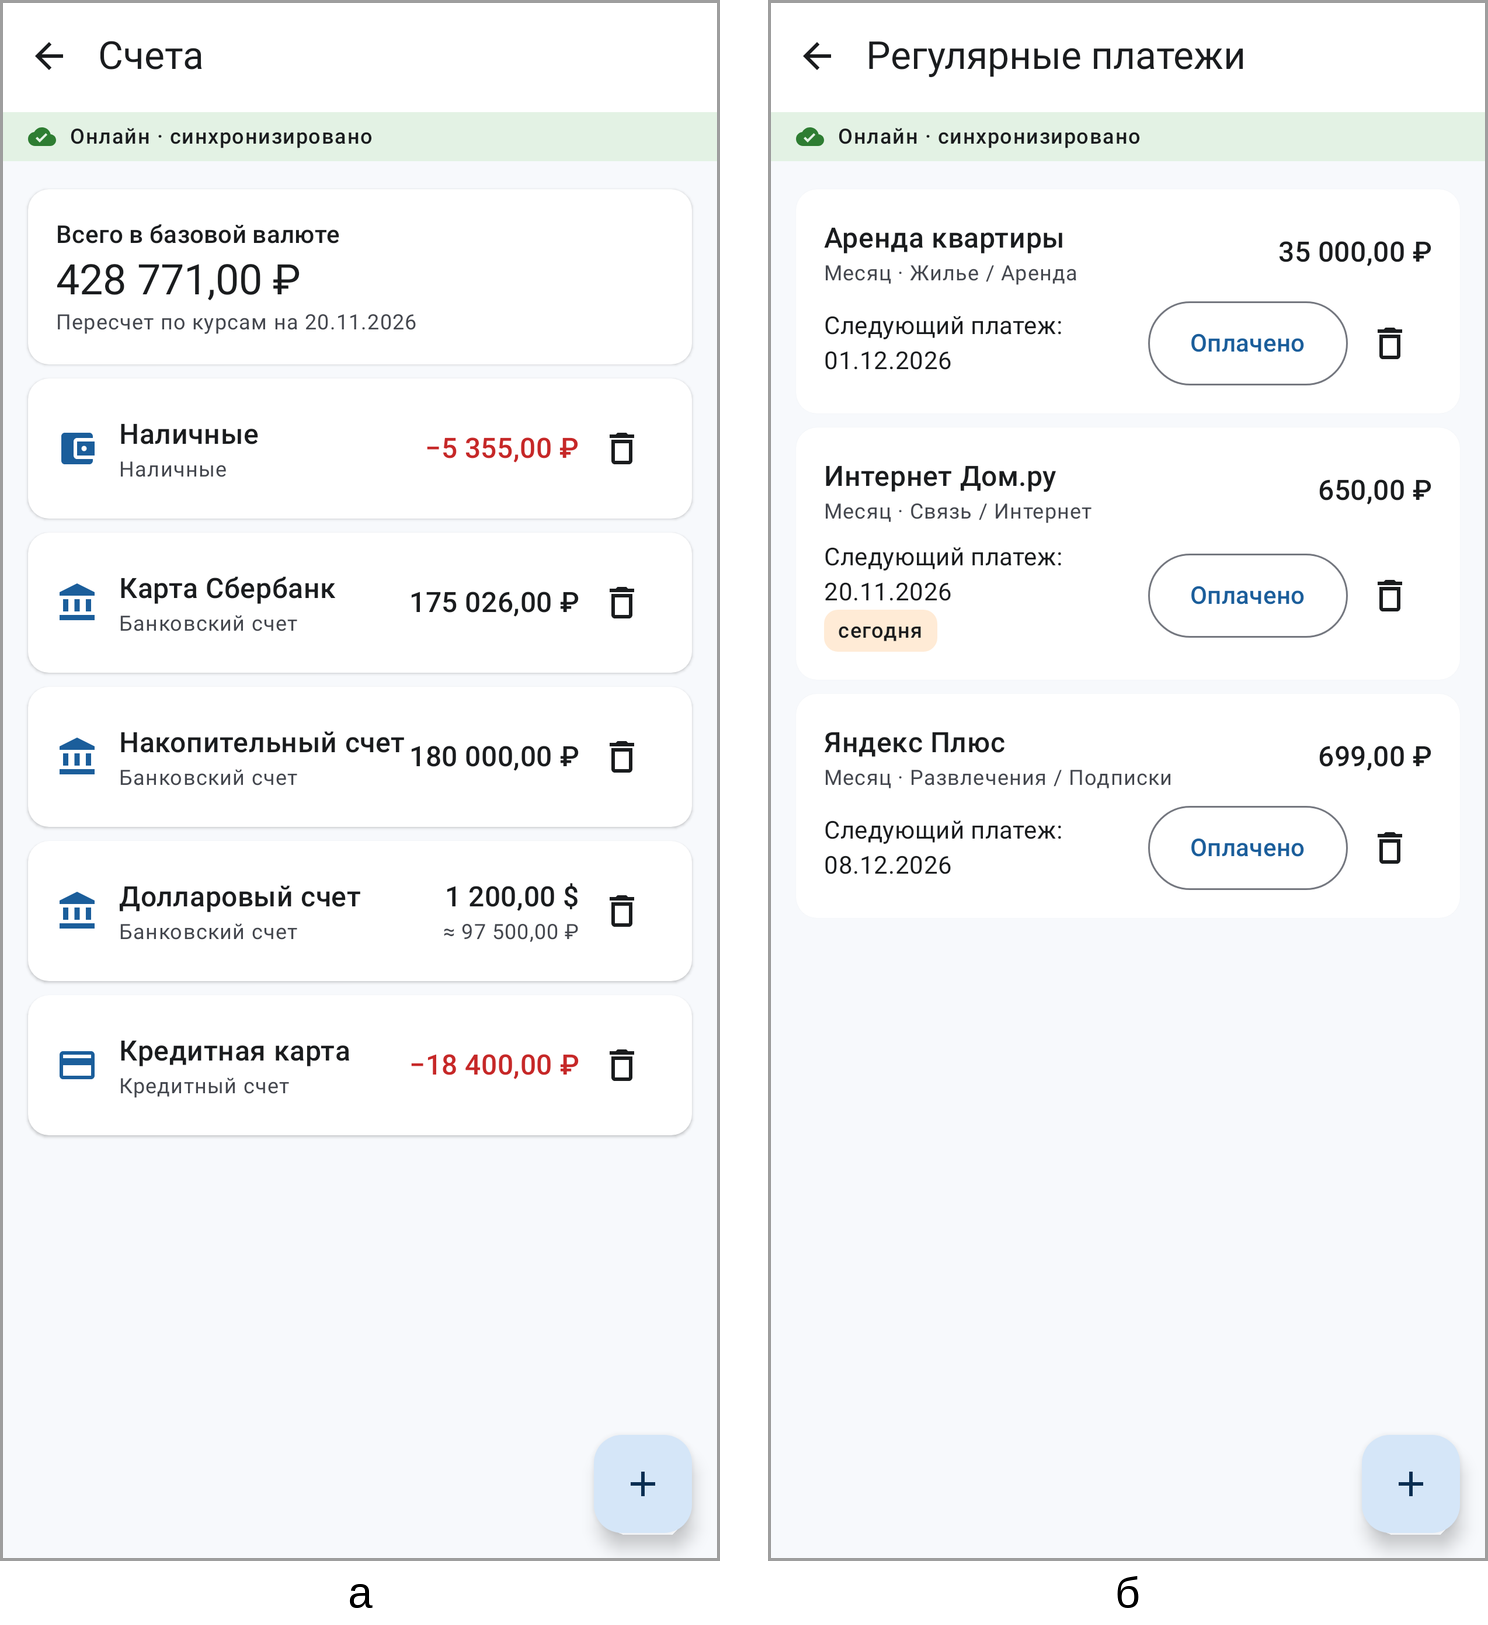 Счета
Онлайн · синхронизировано
Всего в базовой валюте
428 771,00 ₽
Пересчет по курсам на 20.11.2026
Наличные
Наличные
−5 355,00 ₽
Карта Сбербанк
Банковский счет
175 026,00 ₽
Накопительный счет
Банковский счет
180 000,00 ₽
Долларовый счет
Банковский счет
1 200,00 $
≈ 97 500,00 ₽
Кредитная карта
Кредитный счет
−18 400,00 ₽
+
а
Регулярные платежи
Онлайн · синхронизировано
Аренда квартиры
Месяц · Жилье / Аренда
35 000,00 ₽
Следующий платеж:
01.12.2026
Оплачено
Интернет Дом.ру
Месяц · Связь / Интернет
650,00 ₽
Следующий платеж:
20.11.2026
сегодня
Оплачено
Яндекс Плюс
Месяц · Развлечения / Подписки
699,00 ₽
Следующий платеж:
08.12.2026
Оплачено
+
б